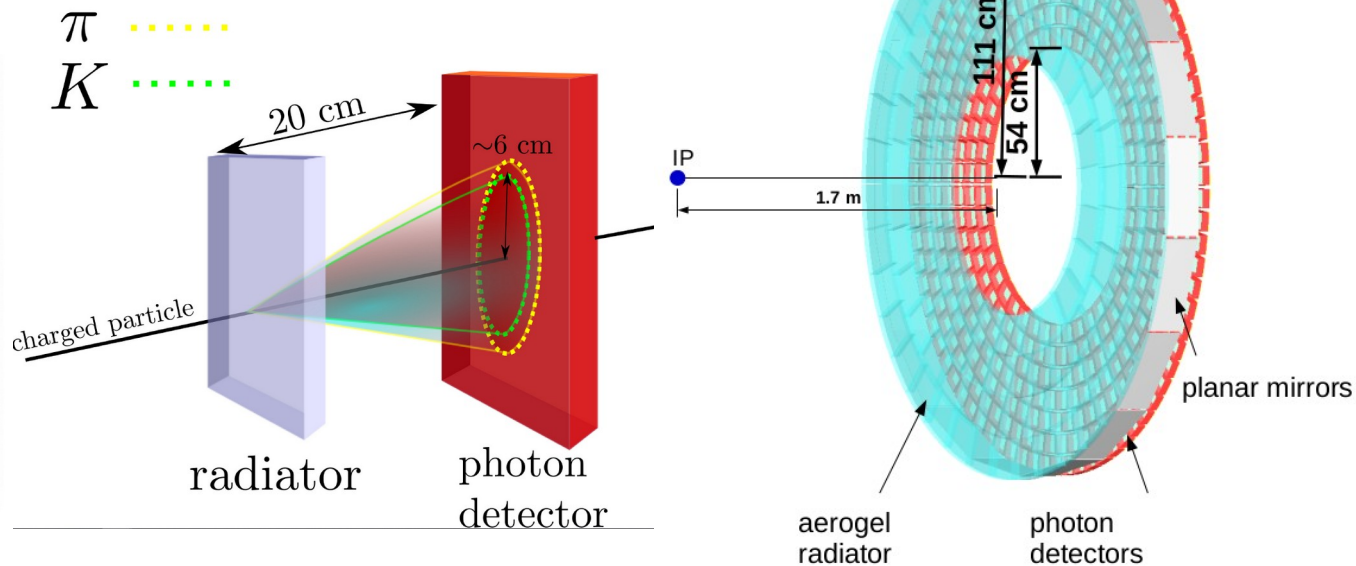 π
K
20 cm
~6 cm
charged particle
radiator
photon
detector
111 cm
54 cm
IP
1.7 m
planar mirrors
aerogel
radiator
photon
detectors